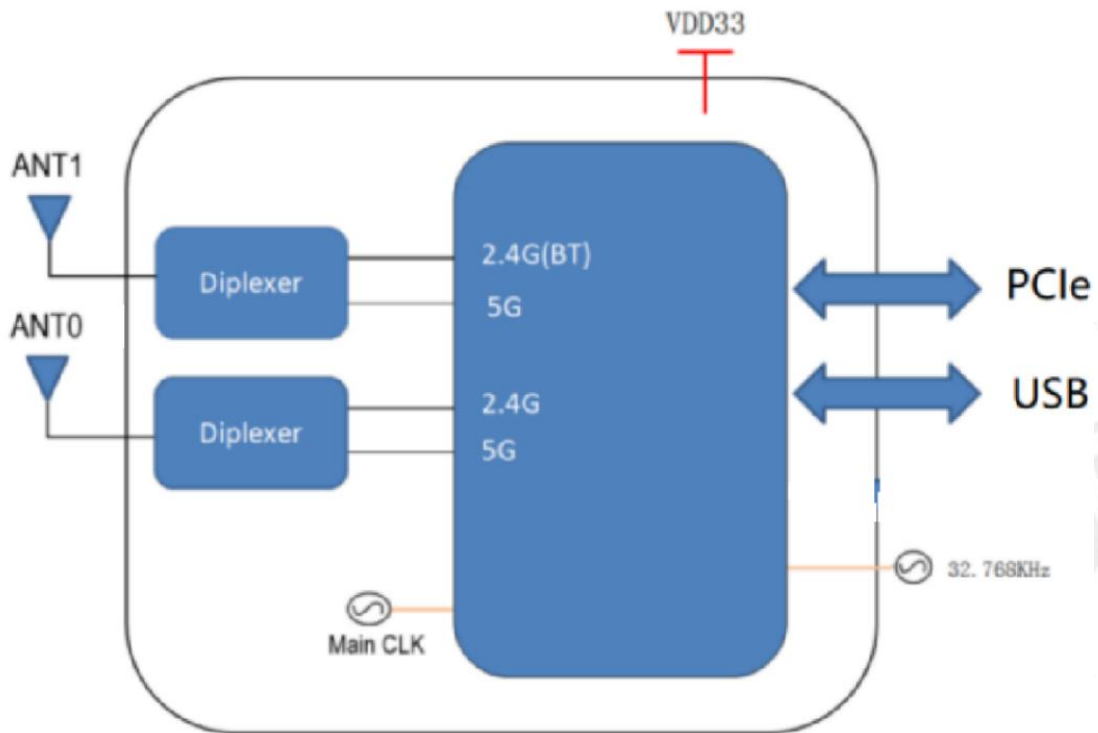 VDD33
ANT1
Diplexer
2.4G(BT)
5G
PCIe
ANT0
Diplexer
2.4G
5G
USB
32.768KHz
Main CLK